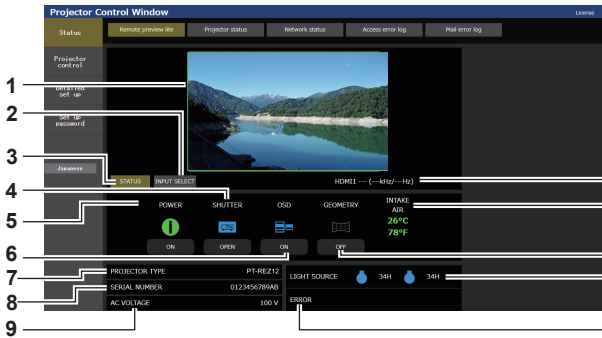 Projector Control Window
License
Status
Remote preview lite
Projector status
Network status
Access error log
Mail error log
Projector control
Detailed set up
Set up password
Japanese
1
2
3
STATUS
INPUT SELECT
HDMI1 --- (---kHz/---Hz)
4
5
POWER
SHUTTER
OSD
GEOMETRY
INTAKE AIR
26°C
78°F
ON
OPEN
ON
OFF
6
7
PROJECTOR TYPE
PT-REZ12
LIGHT SOURCE
34H
34H
8
SERIAL NUMBER
0123456789AB
ERROR
9
AC VOLTAGE
100 V